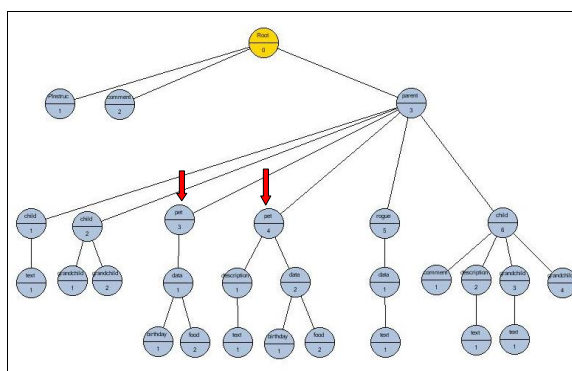 Root
0
PInstruc
1
comment
2
parent
3
child
1
child
2
pet
3
pet
4
rogue
5
child
6
text
1
grandchild
1
grandchild
2
data
1
description
1
data
2
data
1
comment
1
description
2
grandchild
3
grandchild
4
birthday
1
food
2
text
1
birthday
1
food
2
text
1
text
1
text
1